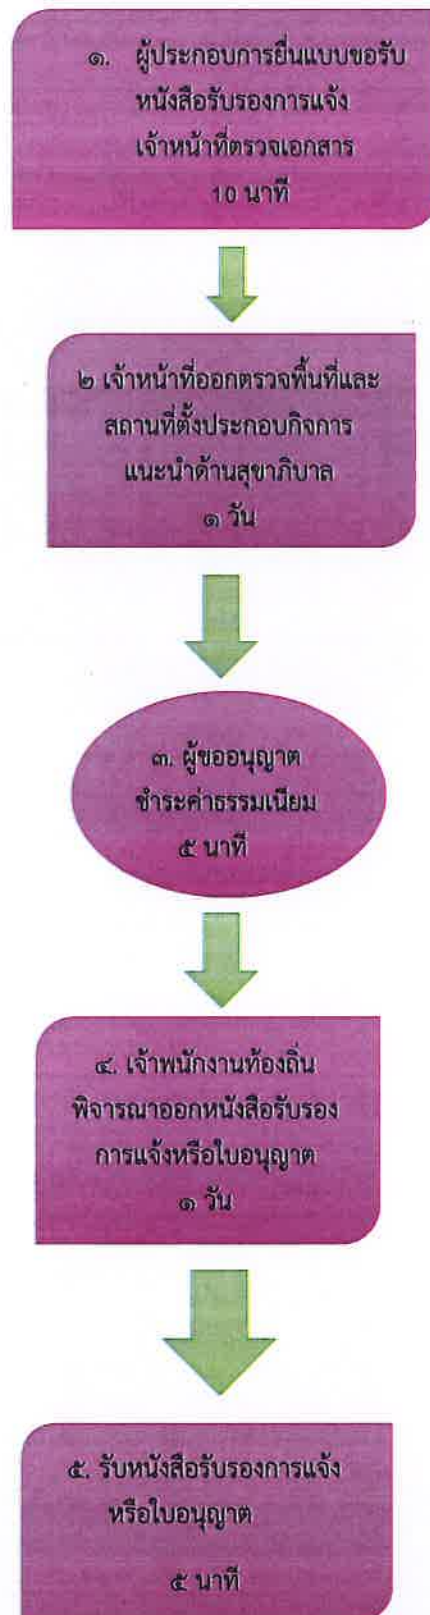 ๑. ผู้ประกอบการยื่นแบบขอรับ
หนังสือรับรองการแจ้ง
เจ้าหน้าที่ตรวจเอกสาร
10 นาที
๒ เจ้าหน้าที่ออกตรวจพื้นที่และ
สถานที่ตั้งประกอบกิจการ
แนะนำด้านสุขาภิบาล
๑ วัน
๓. ผู้ขออนุญาต
ชำระค่าธรรมเนียม
๕ นาที
๔. เจ้าพนักงานท้องถิ่น
พิจารณาออกหนังสือรับรอง
การแจ้งหรือใบอนุญาต
๑ วัน
๕. รับหนังสือรับรองการแจ้ง
หรือใบอนุญาต
๕ นาที